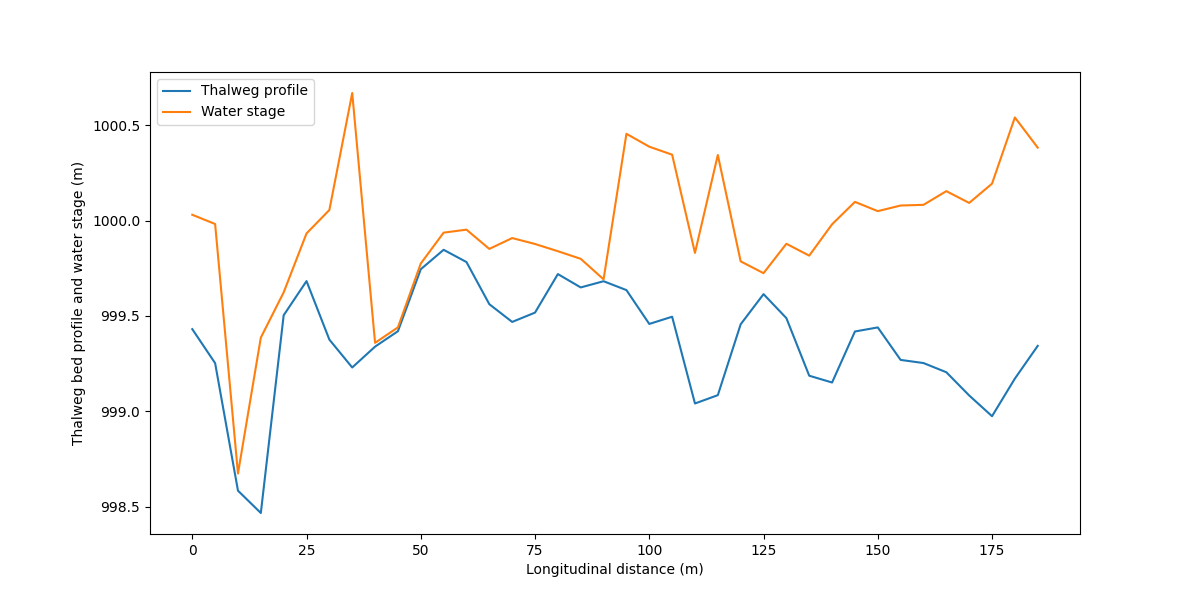 Thalweg profile
Water stage
1000.5
1000.0
999.5
999.0
998.5
Thalweg bed profile and water stage (m)
0 25 50 75 100 125 150 175
Longitudinal distance (m)